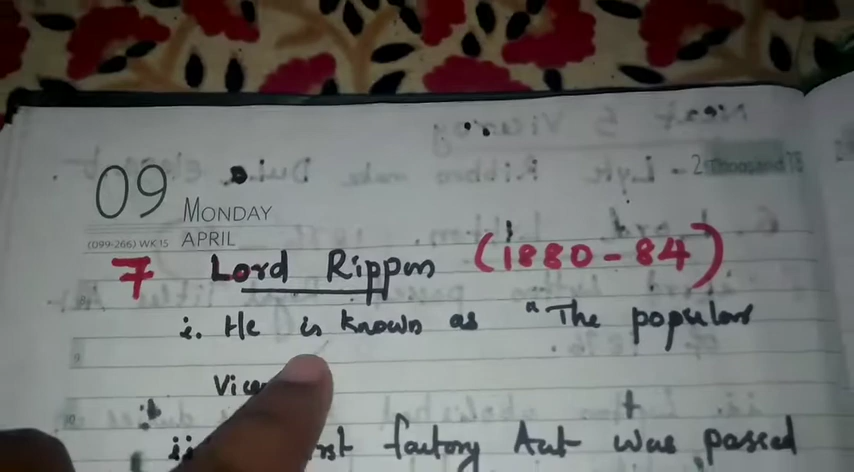 09
MONDAY
(099-266) WK 15 APRIL
7 Lord Rippon (1880-84)
i. He is known as "The popular
ii. factory Act was passed